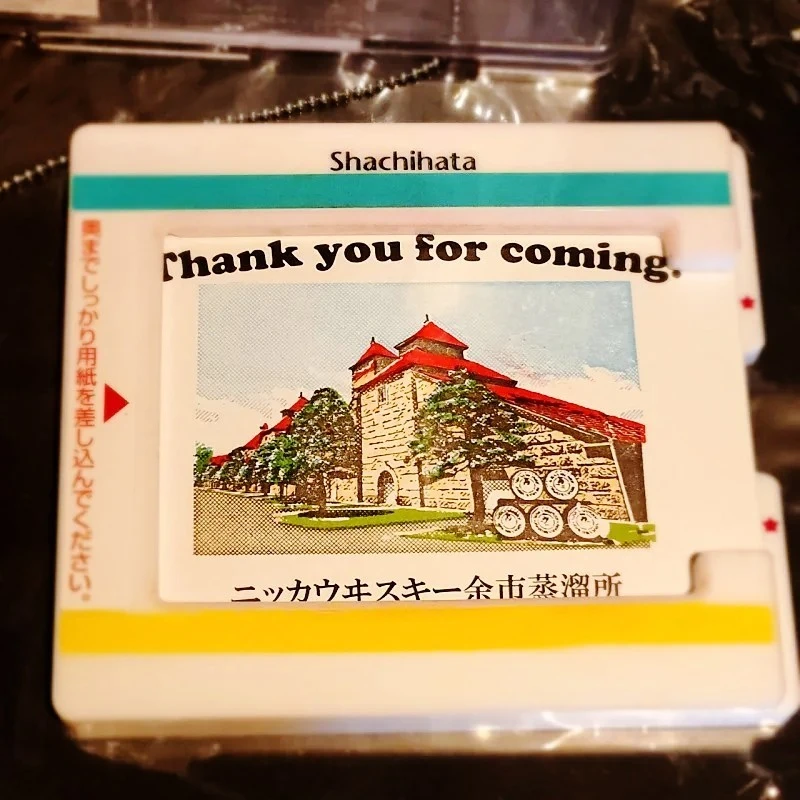 Shachihata
Thank you for coming.
奥までしっかり用紙を差し込んでください。
ニッカウヰスキー余市蒸溜所